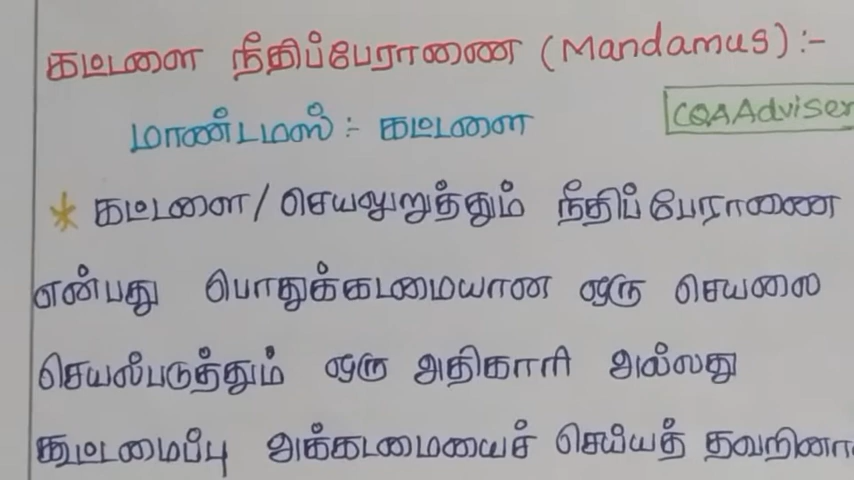 கட்டளை நீதிப்பேராணை (Mandamus):-
மாண்டமஸ் :- கட்டளை
CQAAdviser
* கட்டளை/செயலுறுத்தும் நீதிப்பேராணை
என்பது பொதுக்கடமையான ஒரு செயலை
செயல்படுத்தும் ஒரு அதிகாரி அல்லது
கூட்டமைப்பு அக்கடமையைச் செய்யத் தவறினா